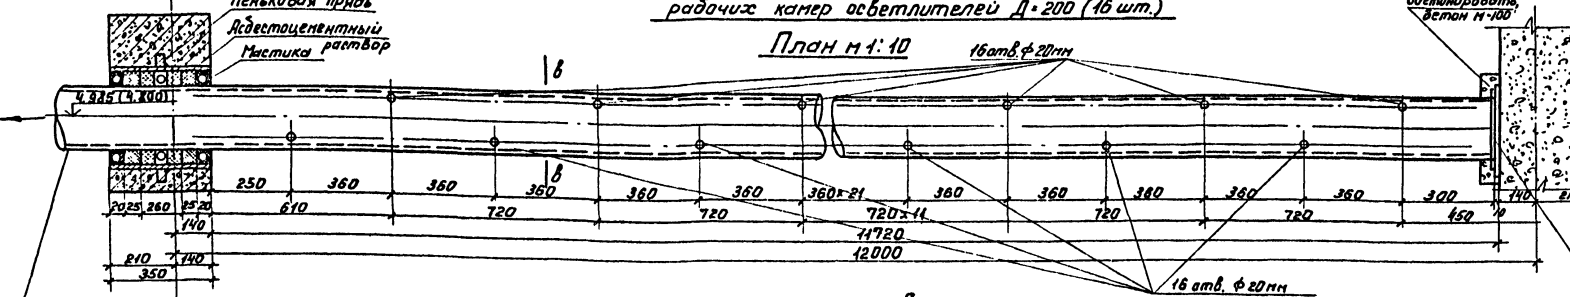 Пеньковая прядь
Асбестоцементный
раствор
Мастика
рабочих камер осветлителей Д=200 (16 шт.)
План м 1:10
16 отв. ф 20мм
бетон м-100
4.985 (4.800)
в
в
250 360 360 360 360 360 360×21 360 360 360 360 360 300
20 25 260 25 20 610 720 720 720×11 720 720 450 10 140
140 11720
12000
210 140
350
16 отв. ф 20мм